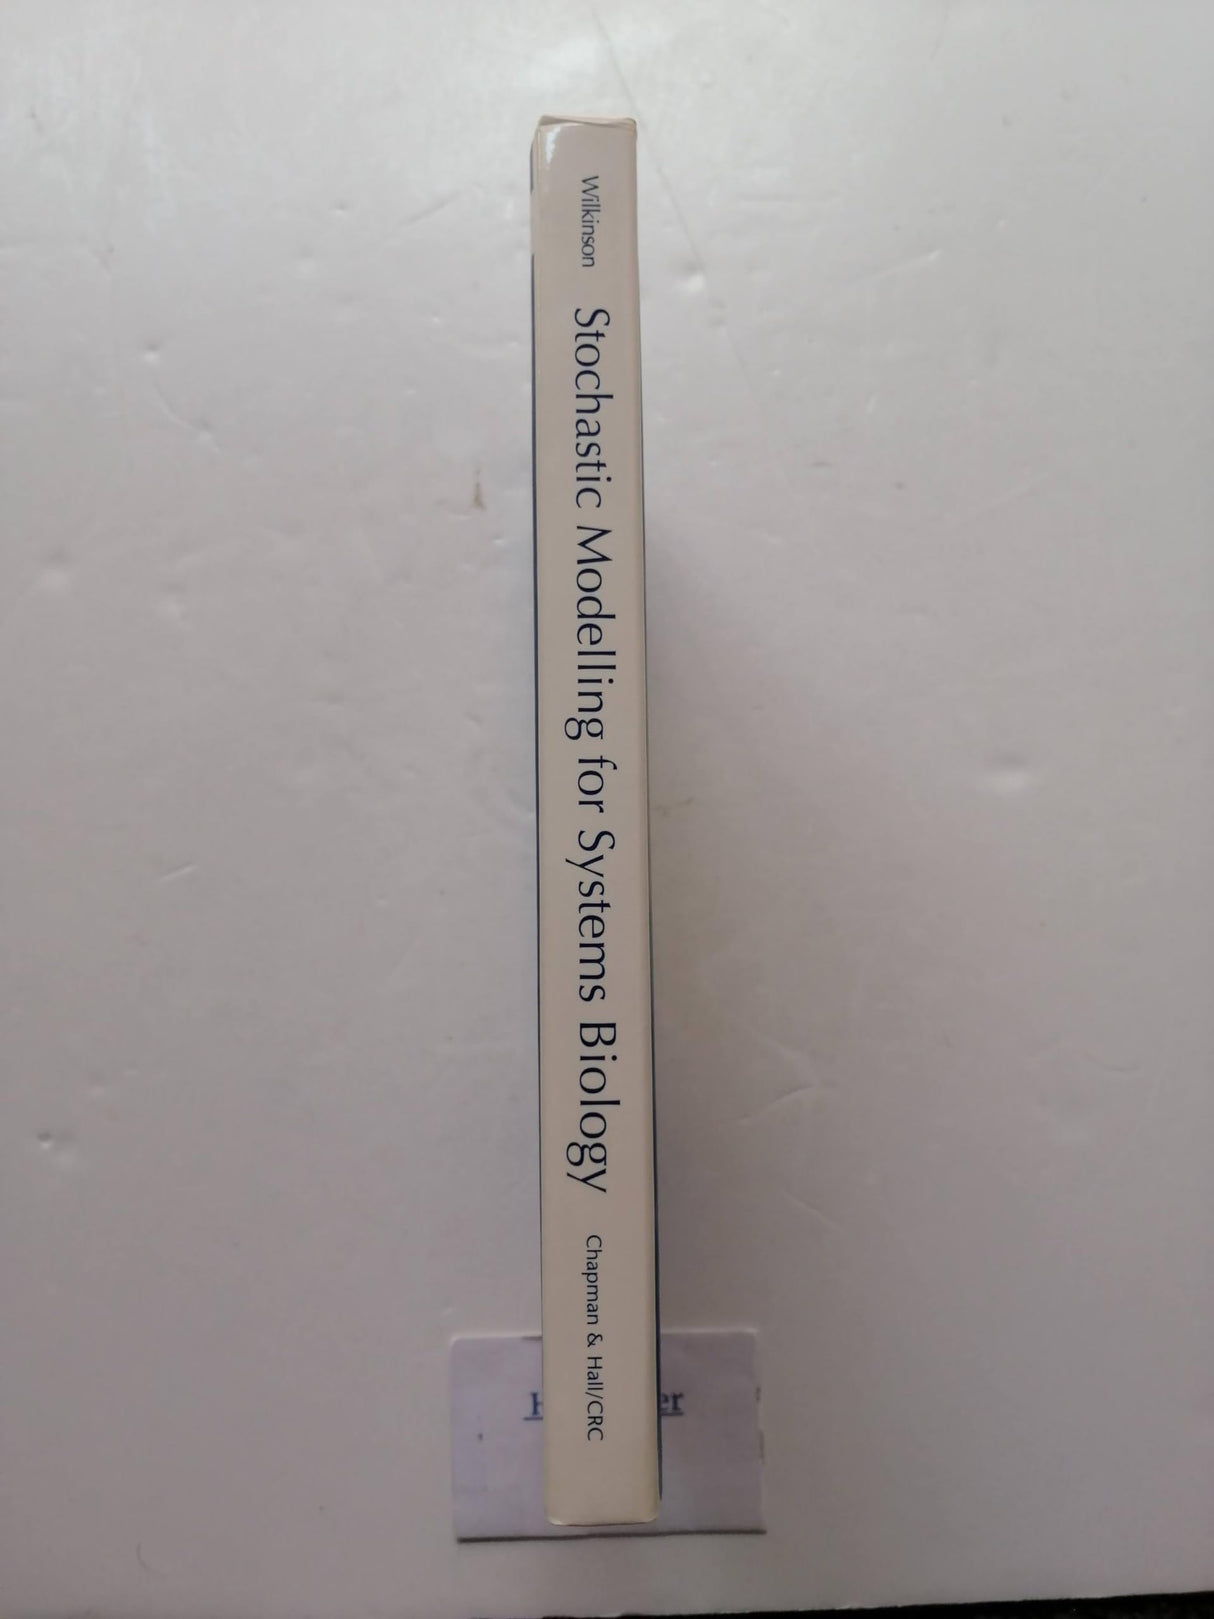 Wilkinson
Stochastic Modelling for Systems Biology
Chapman & Hall/CRC